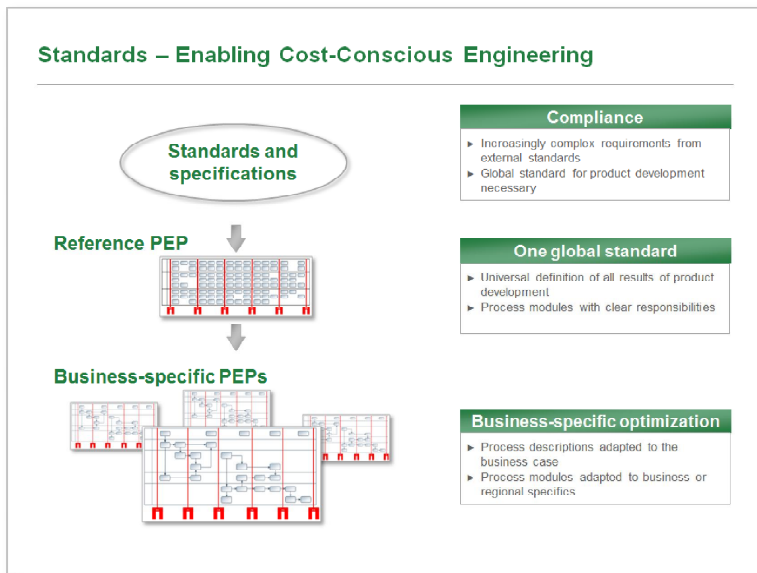 Standards – Enabling Cost-Conscious Engineering
Standards and
specifications
Reference PEP
Business-specific PEPs
Compliance
► Increasingly complex requirements from
external standards
► Global standard for product development
necessary
One global standard
► Universal definition of all results of product
development
► Process modules with clear responsibilities
Business-specific optimization
► Process descriptions adapted to the
business case
► Process modules adapted to business or
regional specifics